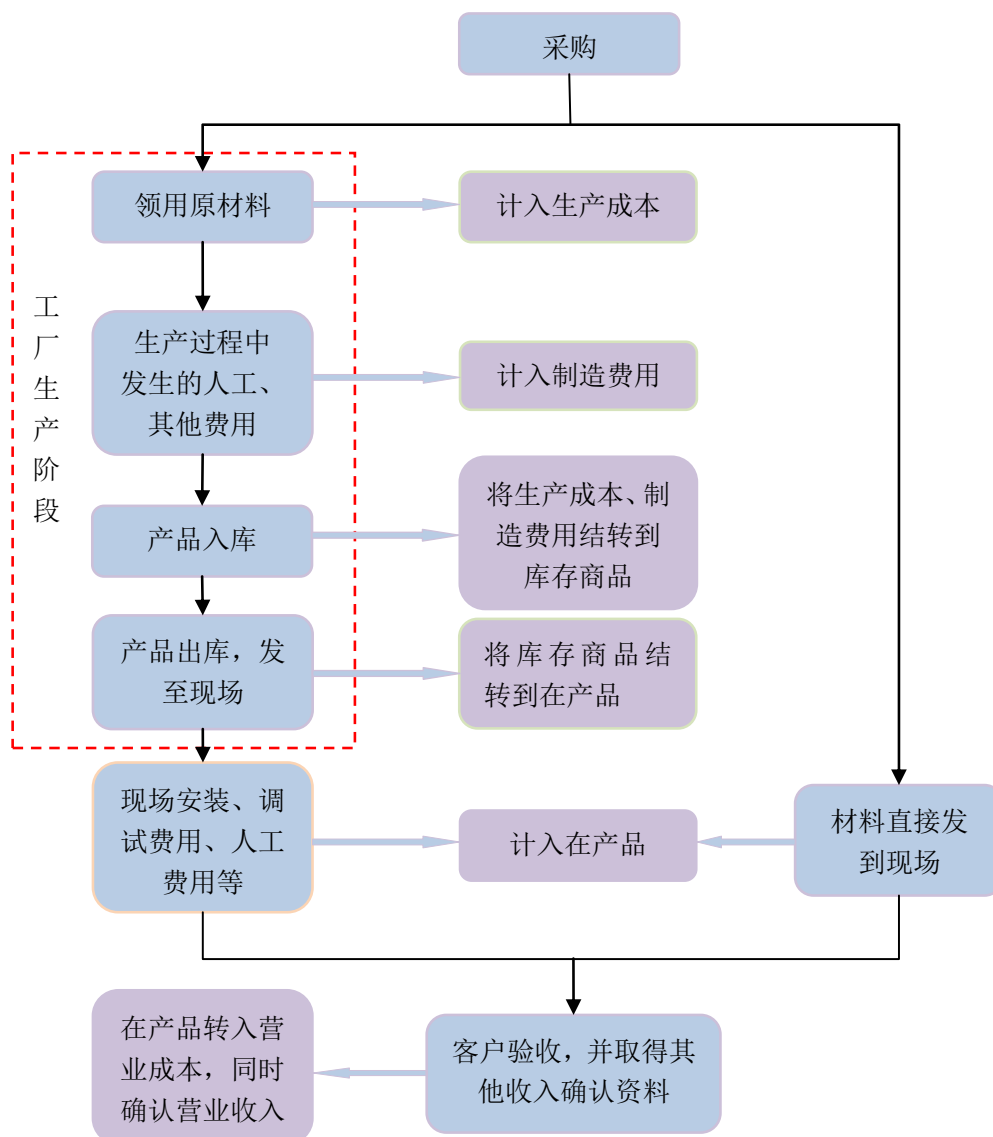 采购
领用原材料
计入生产成本
工厂生产阶段
生产过程中
发生的人工、
其他费用
计入制造费用
产品入库
将生产成本、制
造费用结转到
库存商品
产品出库，发
至现场
将库存商品结
转到在产品
现场安装、调
试费用、人工
费用等
计入在产品
材料直接发
到现场
在产品转入营
业成本，同时
确认营业收入
客户验收，并取得其
他收入确认资料